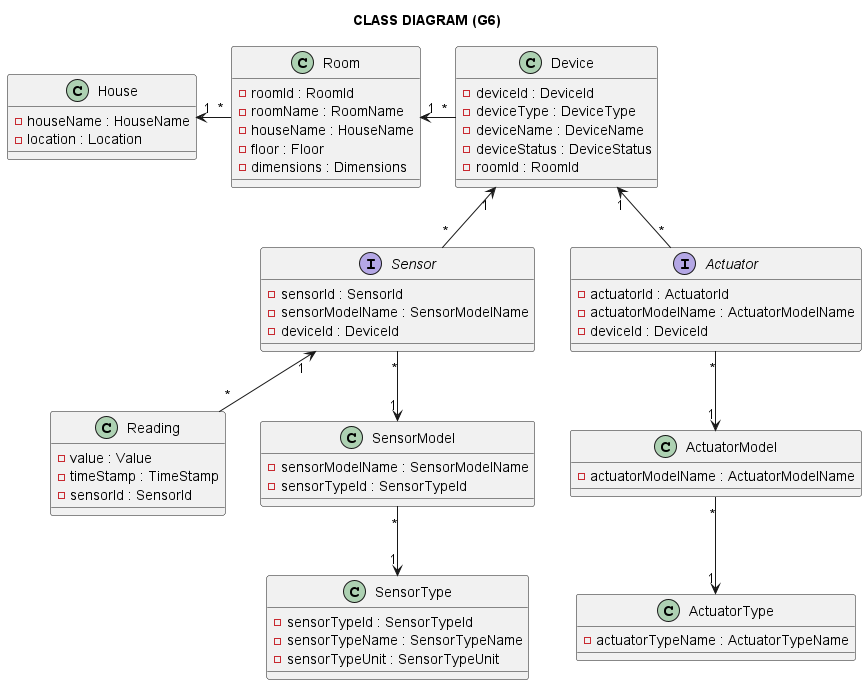 CLASS DIAGRAM (G6)
C House
houseName : HouseName
location : Location
1 *
C Room
roomId : RoomId
roomName : RoomName
houseName : HouseName
floor : Floor
dimensions : Dimensions
1 *
C Device
deviceId : DeviceId
deviceType : DeviceType
deviceName : DeviceName
deviceStatus : DeviceStatus
roomId : RoomId
1
*
1
*
I Sensor
sensorId : SensorId
sensorModelName : SensorModelName
deviceId : DeviceId
I Actuator
actuatorId : ActuatorId
actuatorModelName : ActuatorModelName
deviceId : DeviceId
1
*
*
1
*
1
C Reading
value : Value
timeStamp : TimeStamp
sensorId : SensorId
C SensorModel
sensorModelName : SensorModelName
sensorTypeId : SensorTypeId
C ActuatorModel
actuatorModelName : ActuatorModelName
*
1
*
1
C SensorType
sensorTypeId : SensorTypeId
sensorTypeName : SensorTypeName
sensorTypeUnit : SensorTypeUnit
C ActuatorType
actuatorTypeName : ActuatorTypeName